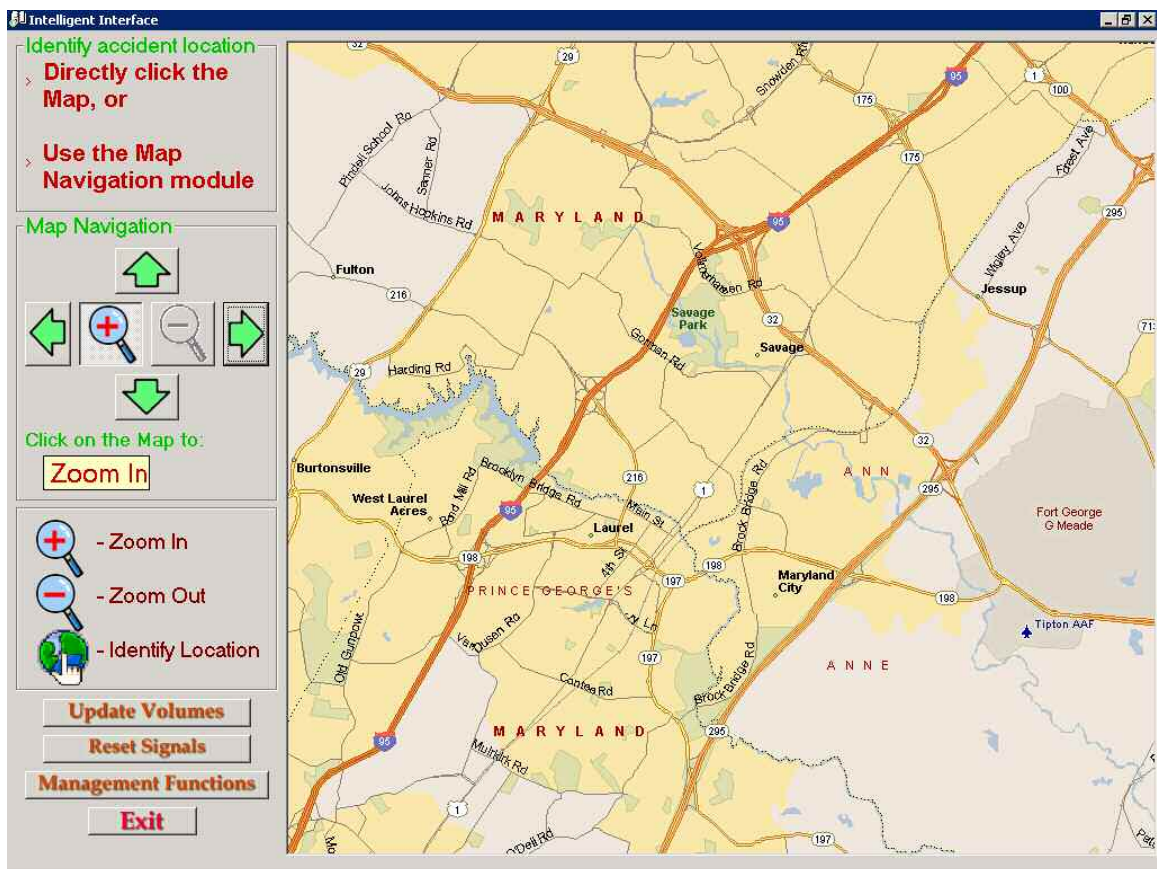 Intelligent Interface
Identify accident location
> Directly click the
Map, or
> Use the Map
Navigation module
Map Navigation
Click on the Map to:
Zoom In
- Zoom In
- Zoom Out
- Identify Location
Update Volumes
Reset Signals
Management Functions
Exit
32
29
95
1
100
Snowden
175
Pindell School Rd
Sanner Rd
175
Forest Ave
Johns Hopkins Rd
MARYLAND
95
295
Wigley Ave
Fulton
Rd
216
Jessup
Savage
Park
32
Gorman Rd
Savage
713
29
Harding Rd
32
Burtonsville
Brooklyn Bridge Rd
216
1
Brock Bridge Rd
ANN
295
West Laurel
Acres
95
Main St
Laurel
Fort George
G Meade
198
4th St
197
198
Maryland
City
198
PRINCE GEORGE'S
Tipton AAF
Van Dusen Rd
Old Gunpow
197
ANNE
Contee Rd
Brock Bridge Rd
MARYLAND
295
95
Muirkirk Rd
1
O'Dell Rd
197